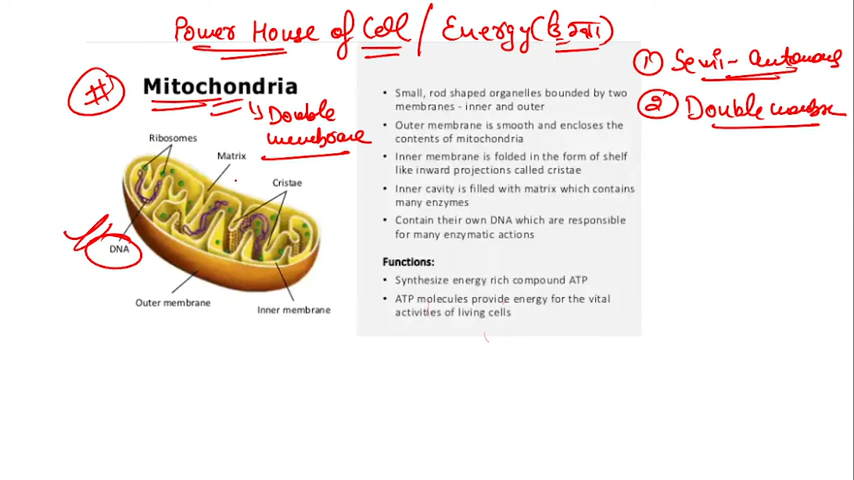 Power House of Cell / Energy (ऊर्जा)
① Semi-autonomous
# Mitochondria
② Double membrane
↳ Double
membrane
Ribosomes
Matrix
Cristae
DNA
Outer membrane
Inner membrane
• Small, rod shaped organelles bounded by two
membranes - inner and outer
• Outer membrane is smooth and encloses the
contents of mitochondria
• Inner membrane is folded in the form of shelf
like inward projections called cristae
• Inner cavity is filled with matrix which contains
many enzymes
• Contain their own DNA which are responsible
for many enzymatic actions
Functions:
• Synthesize energy rich compound ATP
• ATP molecules provide energy for the vital
activities of living cells